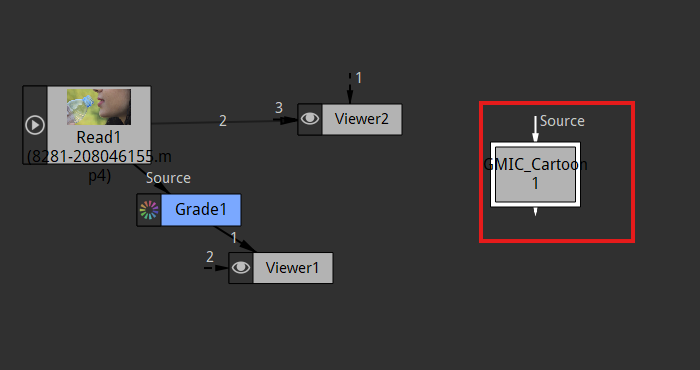 1
3
Viewer2
2
Read1
(8281-208046155.m
p4)
Source
GMIC_Cartoon
1
Source
Grade1
1
2
Viewer1